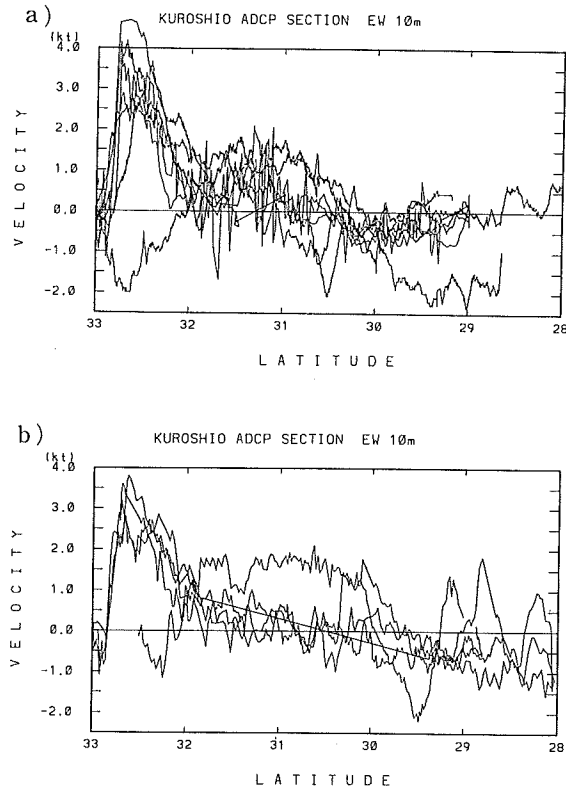 a)
KUROSHIO ADCP SECTION EW 10m
(kt)
4.0
3.0
2.0
1.0
0.0
-1.0
-2.0
VELOCITY
33 32 31 30 29 28
LATITUDE
b)
KUROSHIO ADCP SECTION EW 10m
(kt)
4.0
3.0
2.0
1.0
0.0
-1.0
-2.0
VELOCITY
33 32 31 30 29 28
LATITUDE